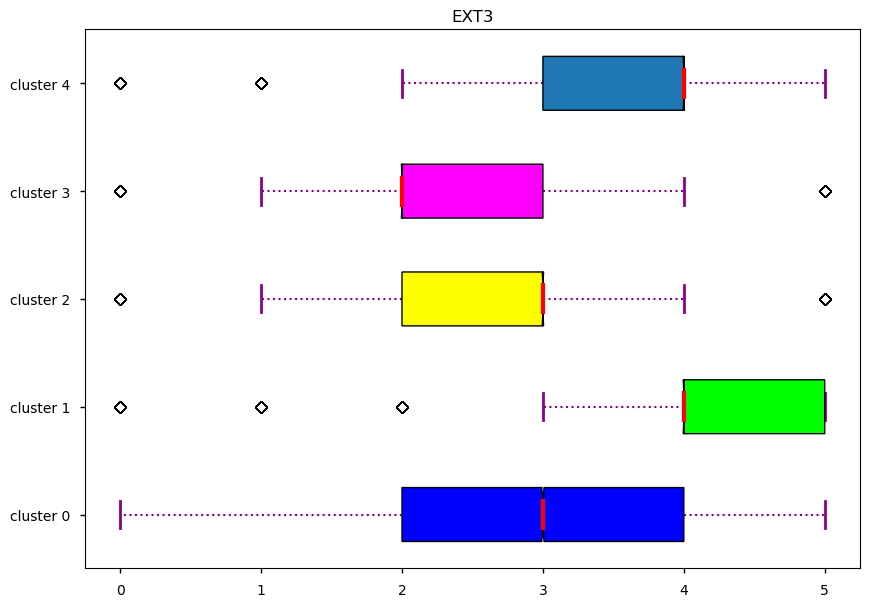 EXT3
cluster 4
cluster 3
cluster 2
cluster 1
cluster 0
0 1 2 3 4 5